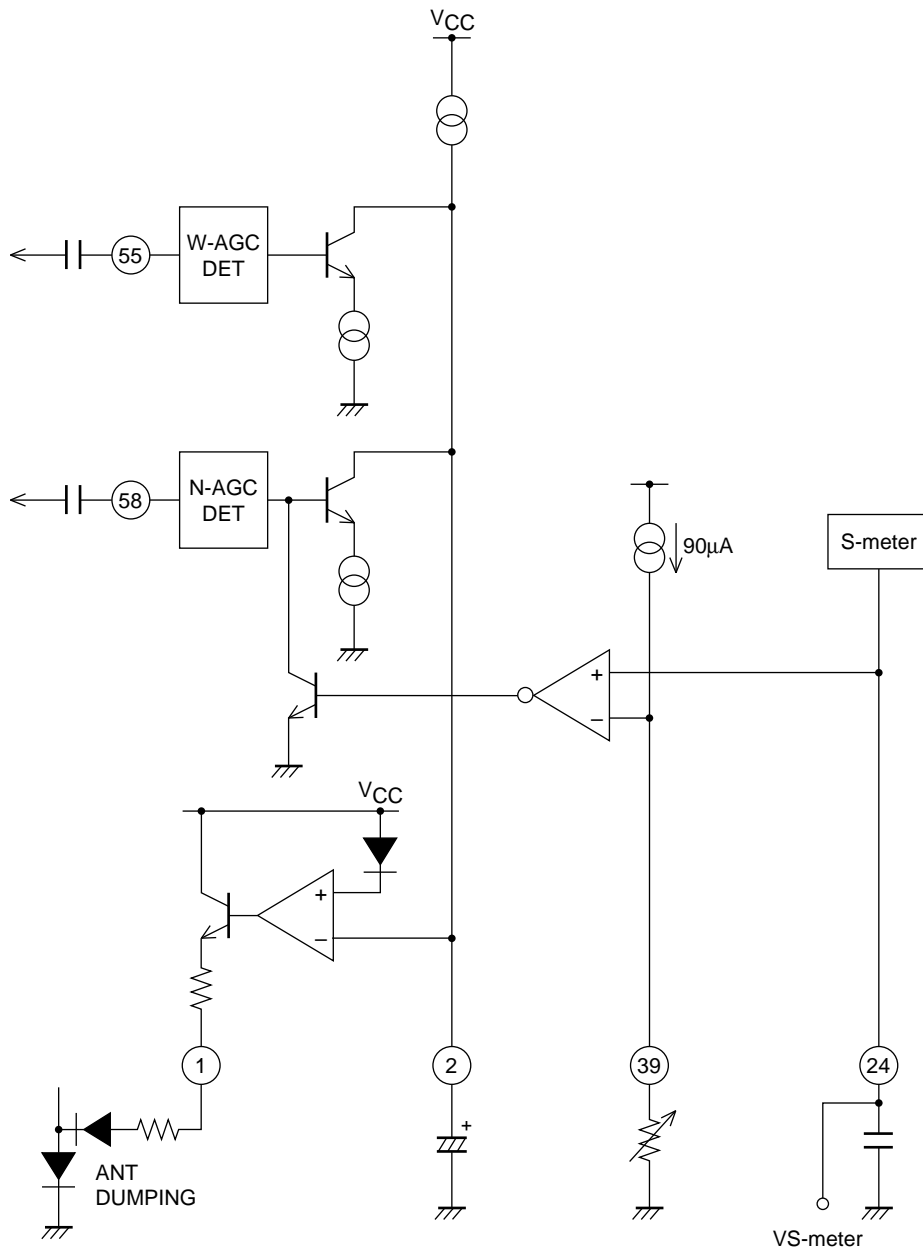 VCC
55
W-AGC
DET
58
N-AGC
DET
90μA
S-meter
+
−
VCC
+
−
1
2
39
24
+
ANT
DUMPING
VS-meter